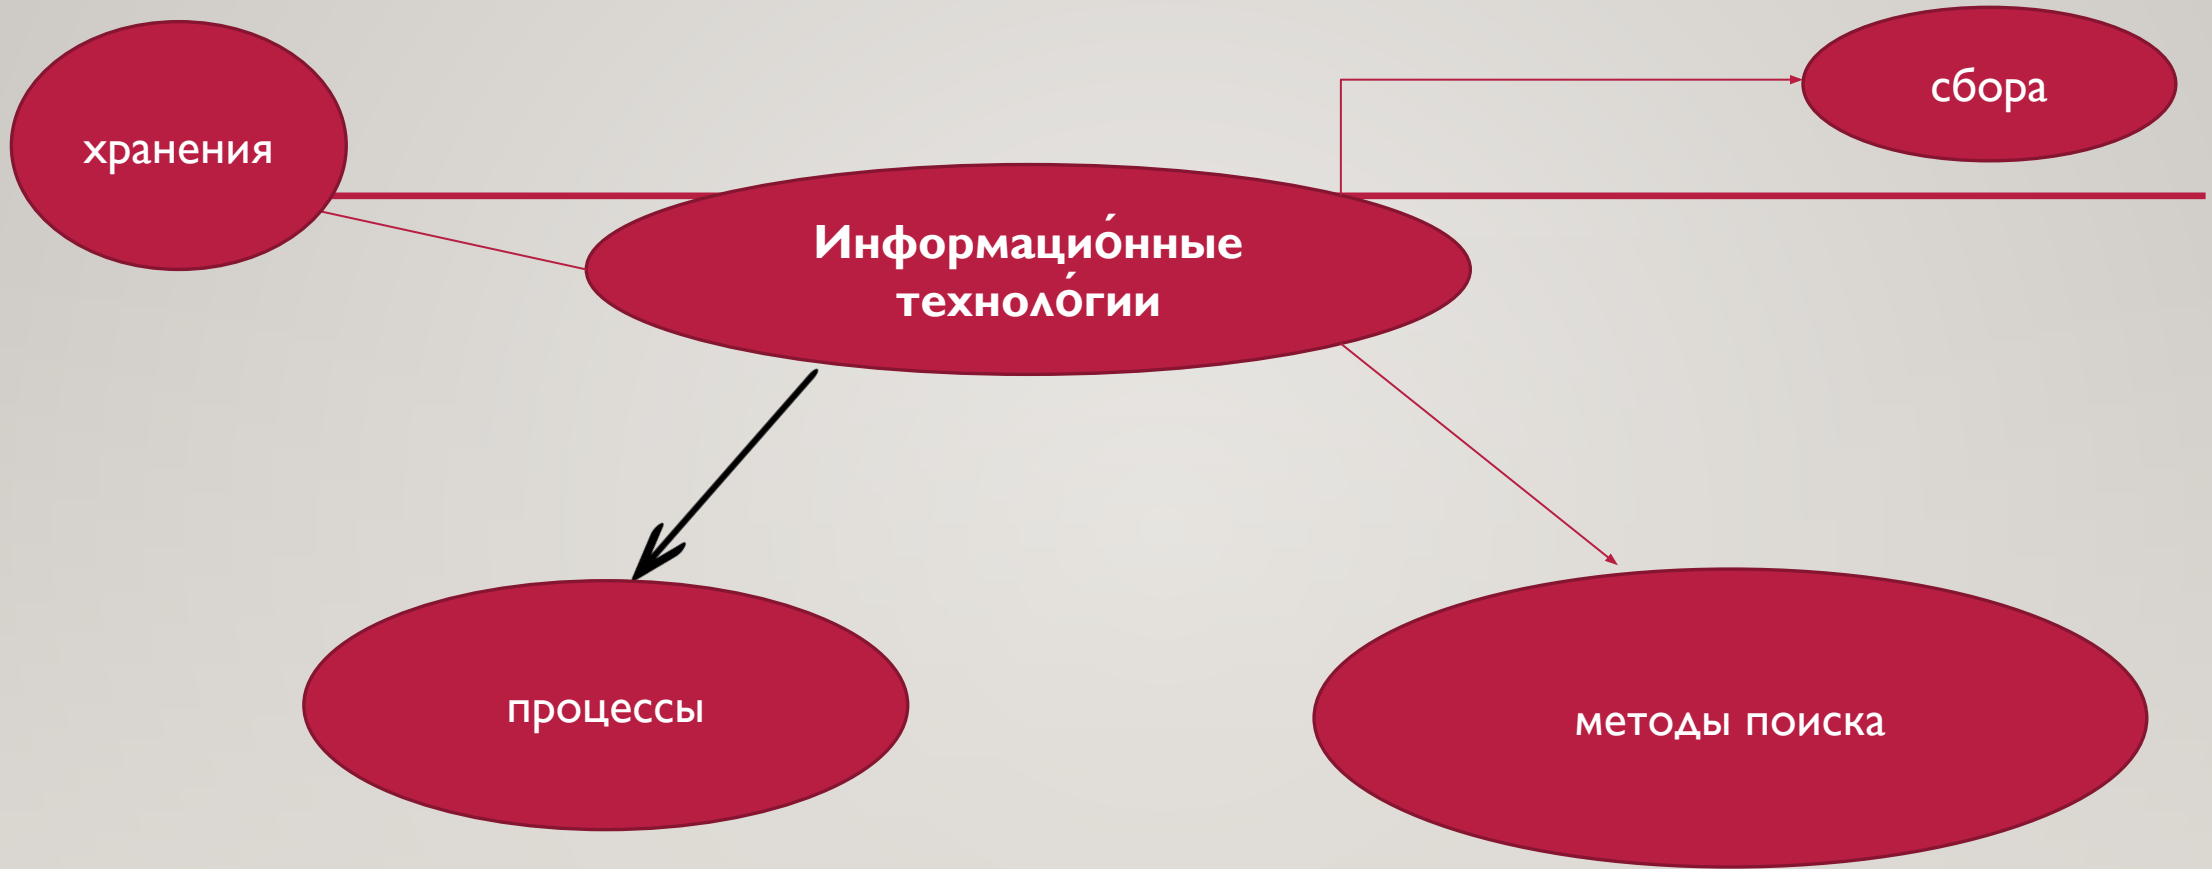 хранения
сбора
Информацио́нные
техноло́гии
процессы
методы поиска